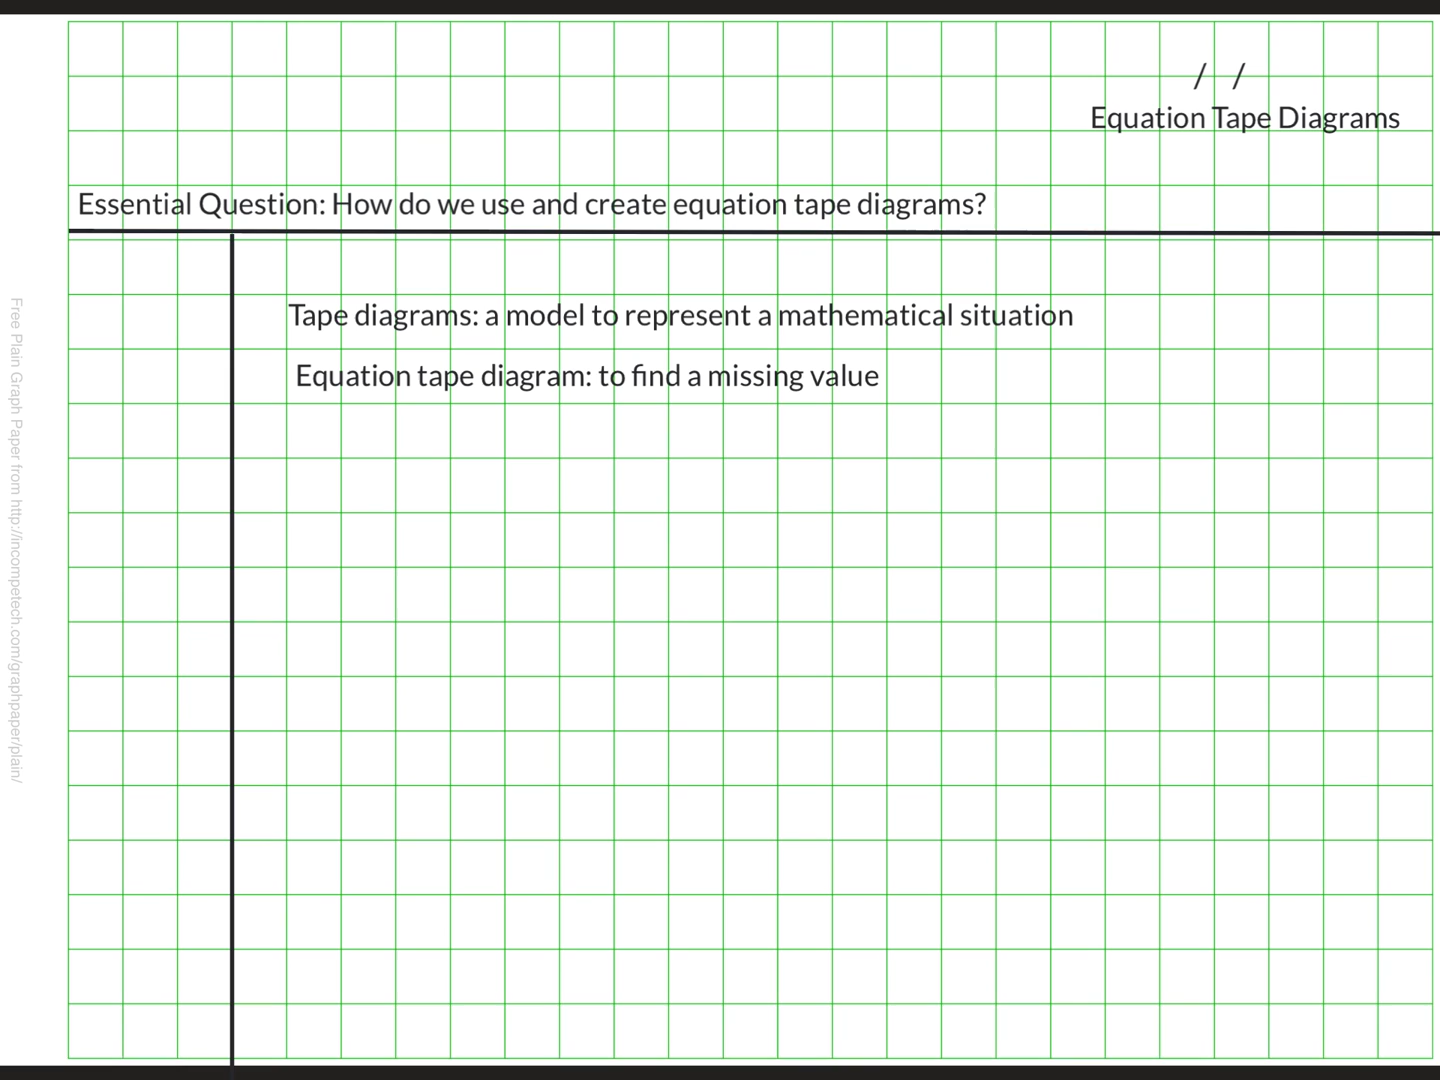 / /
Equation Tape Diagrams
Essential Question: How do we use and create equation tape diagrams?
Tape diagrams: a model to represent a mathematical situation
Equation tape diagram: to find a missing value
Free Plain Graph Paper from http://incompetech.com/graphpaper/plain/